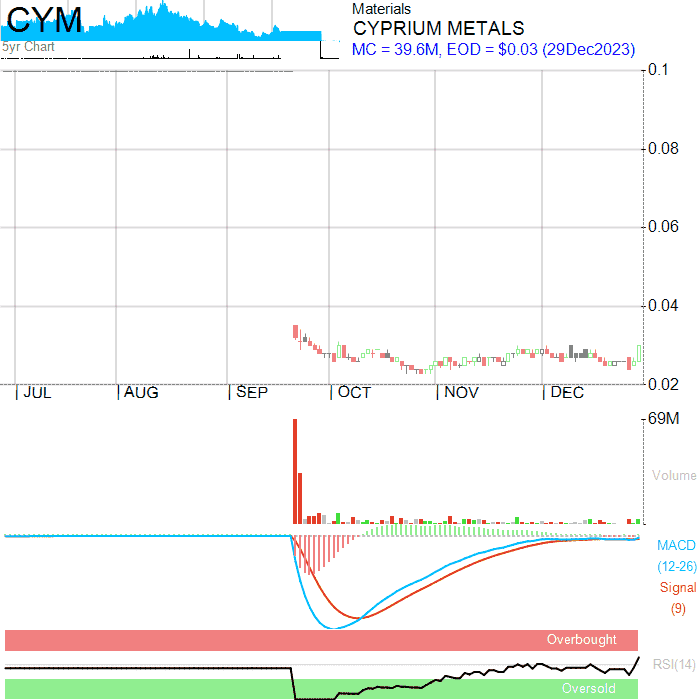 CYM
5yr Chart
Materials
CYPRIUM METALS
MC = 39.6M, EOD = $0.03 (29Dec2023)
0.1
0.08
0.06
0.04
0.02
JUL AUG SEP OCT NOV DEC
69M
Volume
MACD
(12-26)
Signal
(9)
Overbought
RSI(14)
Oversold